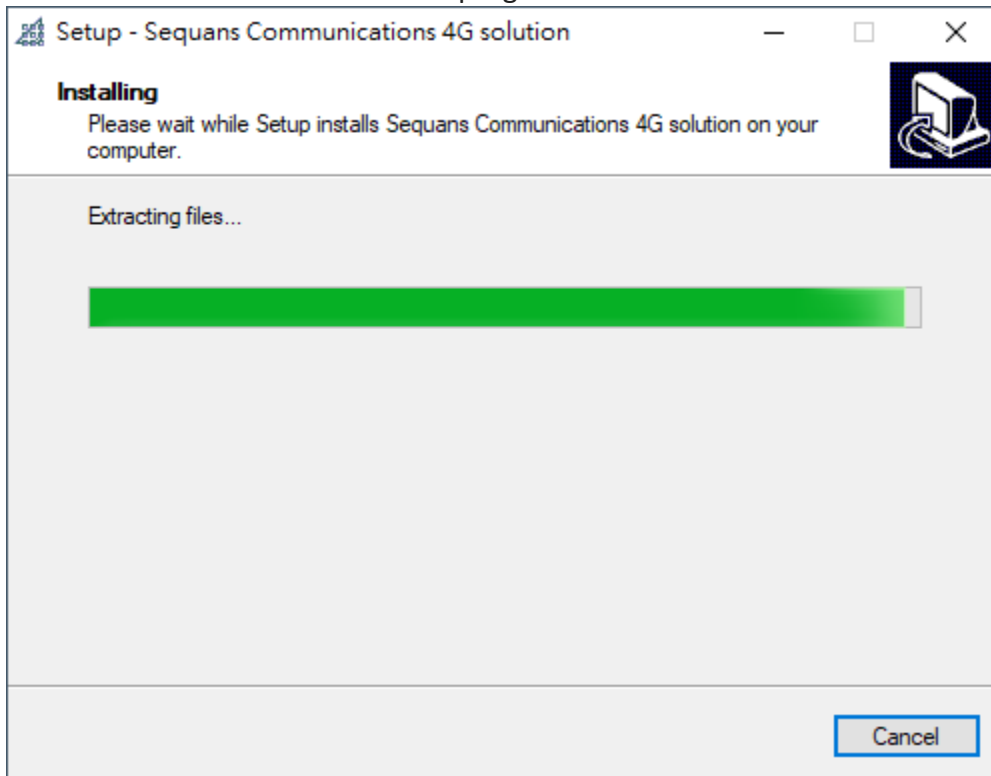 Setup - Sequans Communications 4G solution
Installing
Please wait while Setup installs Sequans Communications 4G solution on your
computer.
Extracting files...
Cancel